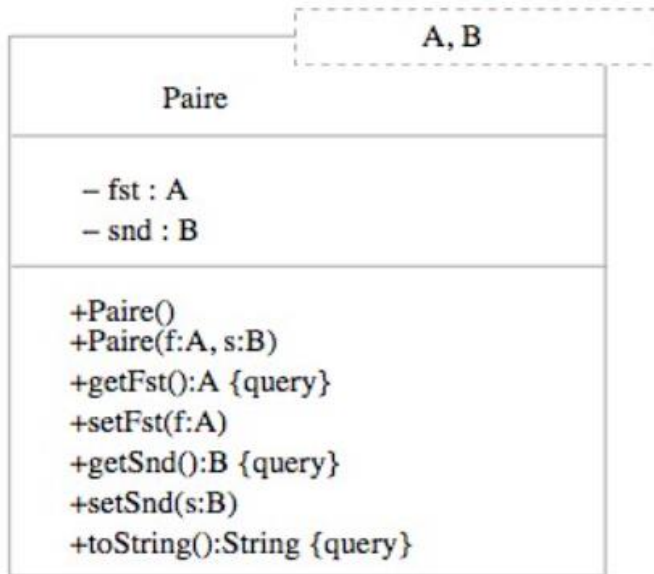 A, B
Paire
– fst : A
– snd : B
+Paire()
+Paire(f:A, s:B)
+getFst():A {query}
+setFst(f:A)
+getSnd():B {query}
+setSnd(s:B)
+toString():String {query}